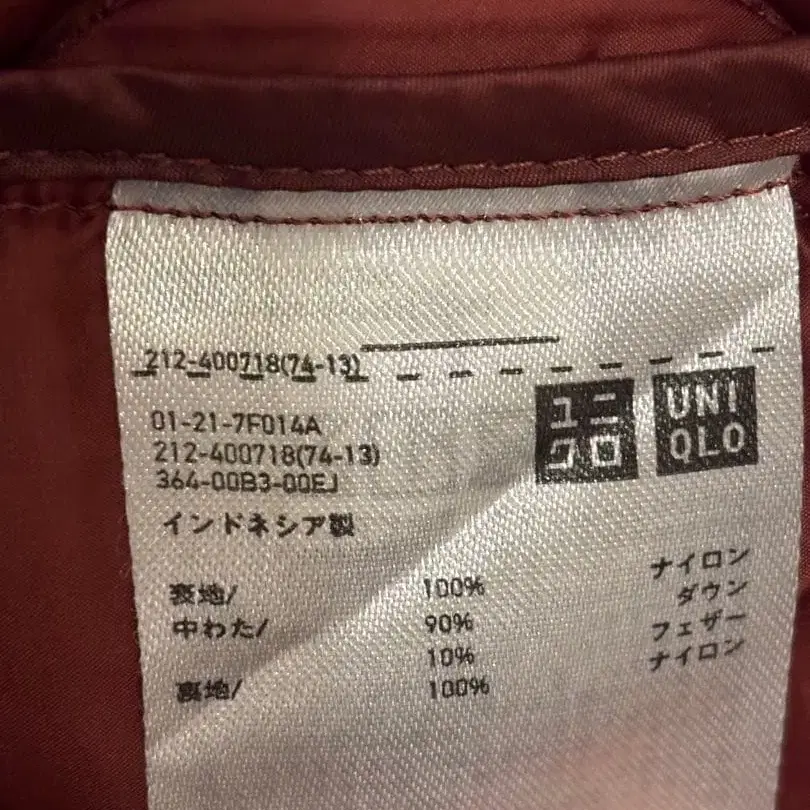 212-400718(74-13)
ユニ
クロ
UNI
QLO
01-21-7F014A
212-400718(74-13)
364-00B3-00EJ
インドネシア製
表地/ 100% ナイロン
中わた/ 90% ダウン
10% フェザー
裏地/ 100% ナイロン